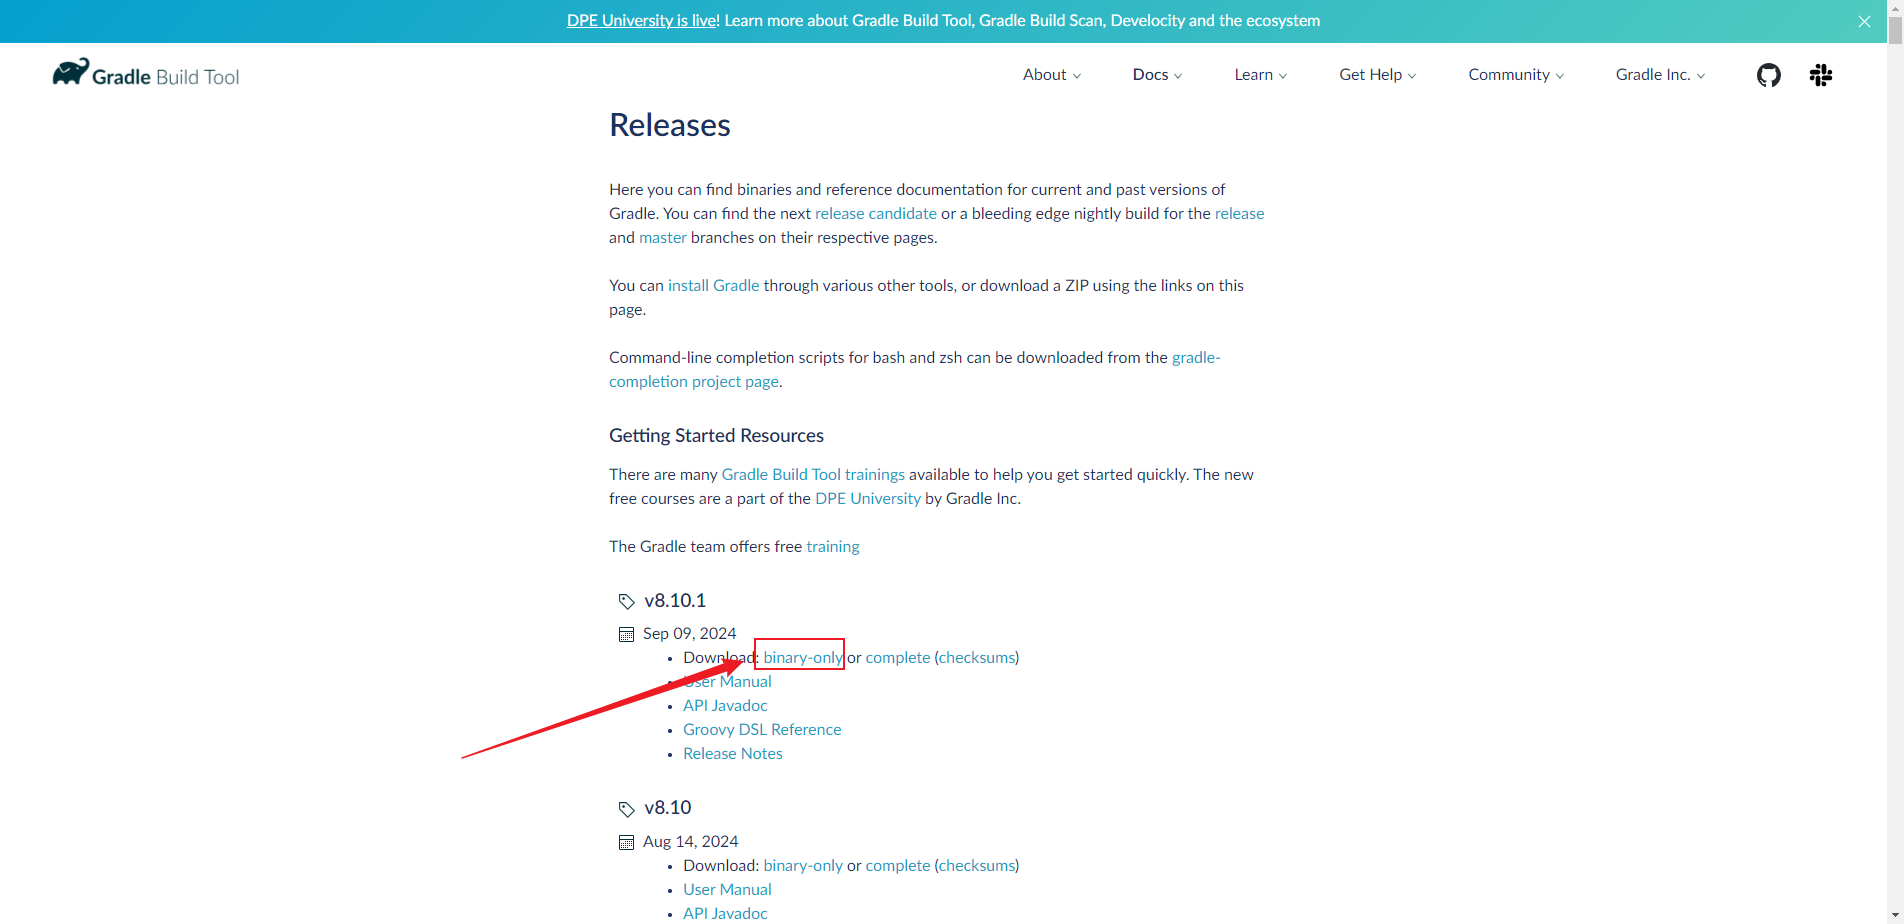 DPE University is live! Learn more about Gradle Build Tool, Gradle Build Scan, Develocity and the ecosystem
Gradle Build Tool
About
Docs
Learn
Get Help
Community
Gradle Inc.
Releases
Here you can find binaries and reference documentation for current and past versions of
Gradle. You can find the next release candidate or a bleeding edge nightly build for the release
and master branches on their respective pages.
You can install Gradle through various other tools, or download a ZIP using the links on this
page.
Command-line completion scripts for bash and zsh can be downloaded from the gradle-
completion project page.
Getting Started Resources
There are many Gradle Build Tool trainings available to help you get started quickly. The new
free courses are a part of the DPE University by Gradle Inc.
The Gradle team offers free training
v8.10.1
Sep 09, 2024
Download: binary-only or complete (checksums)
User Manual
API Javadoc
Groovy DSL Reference
Release Notes
v8.10
Aug 14, 2024
Download: binary-only or complete (checksums)
User Manual
API Javadoc